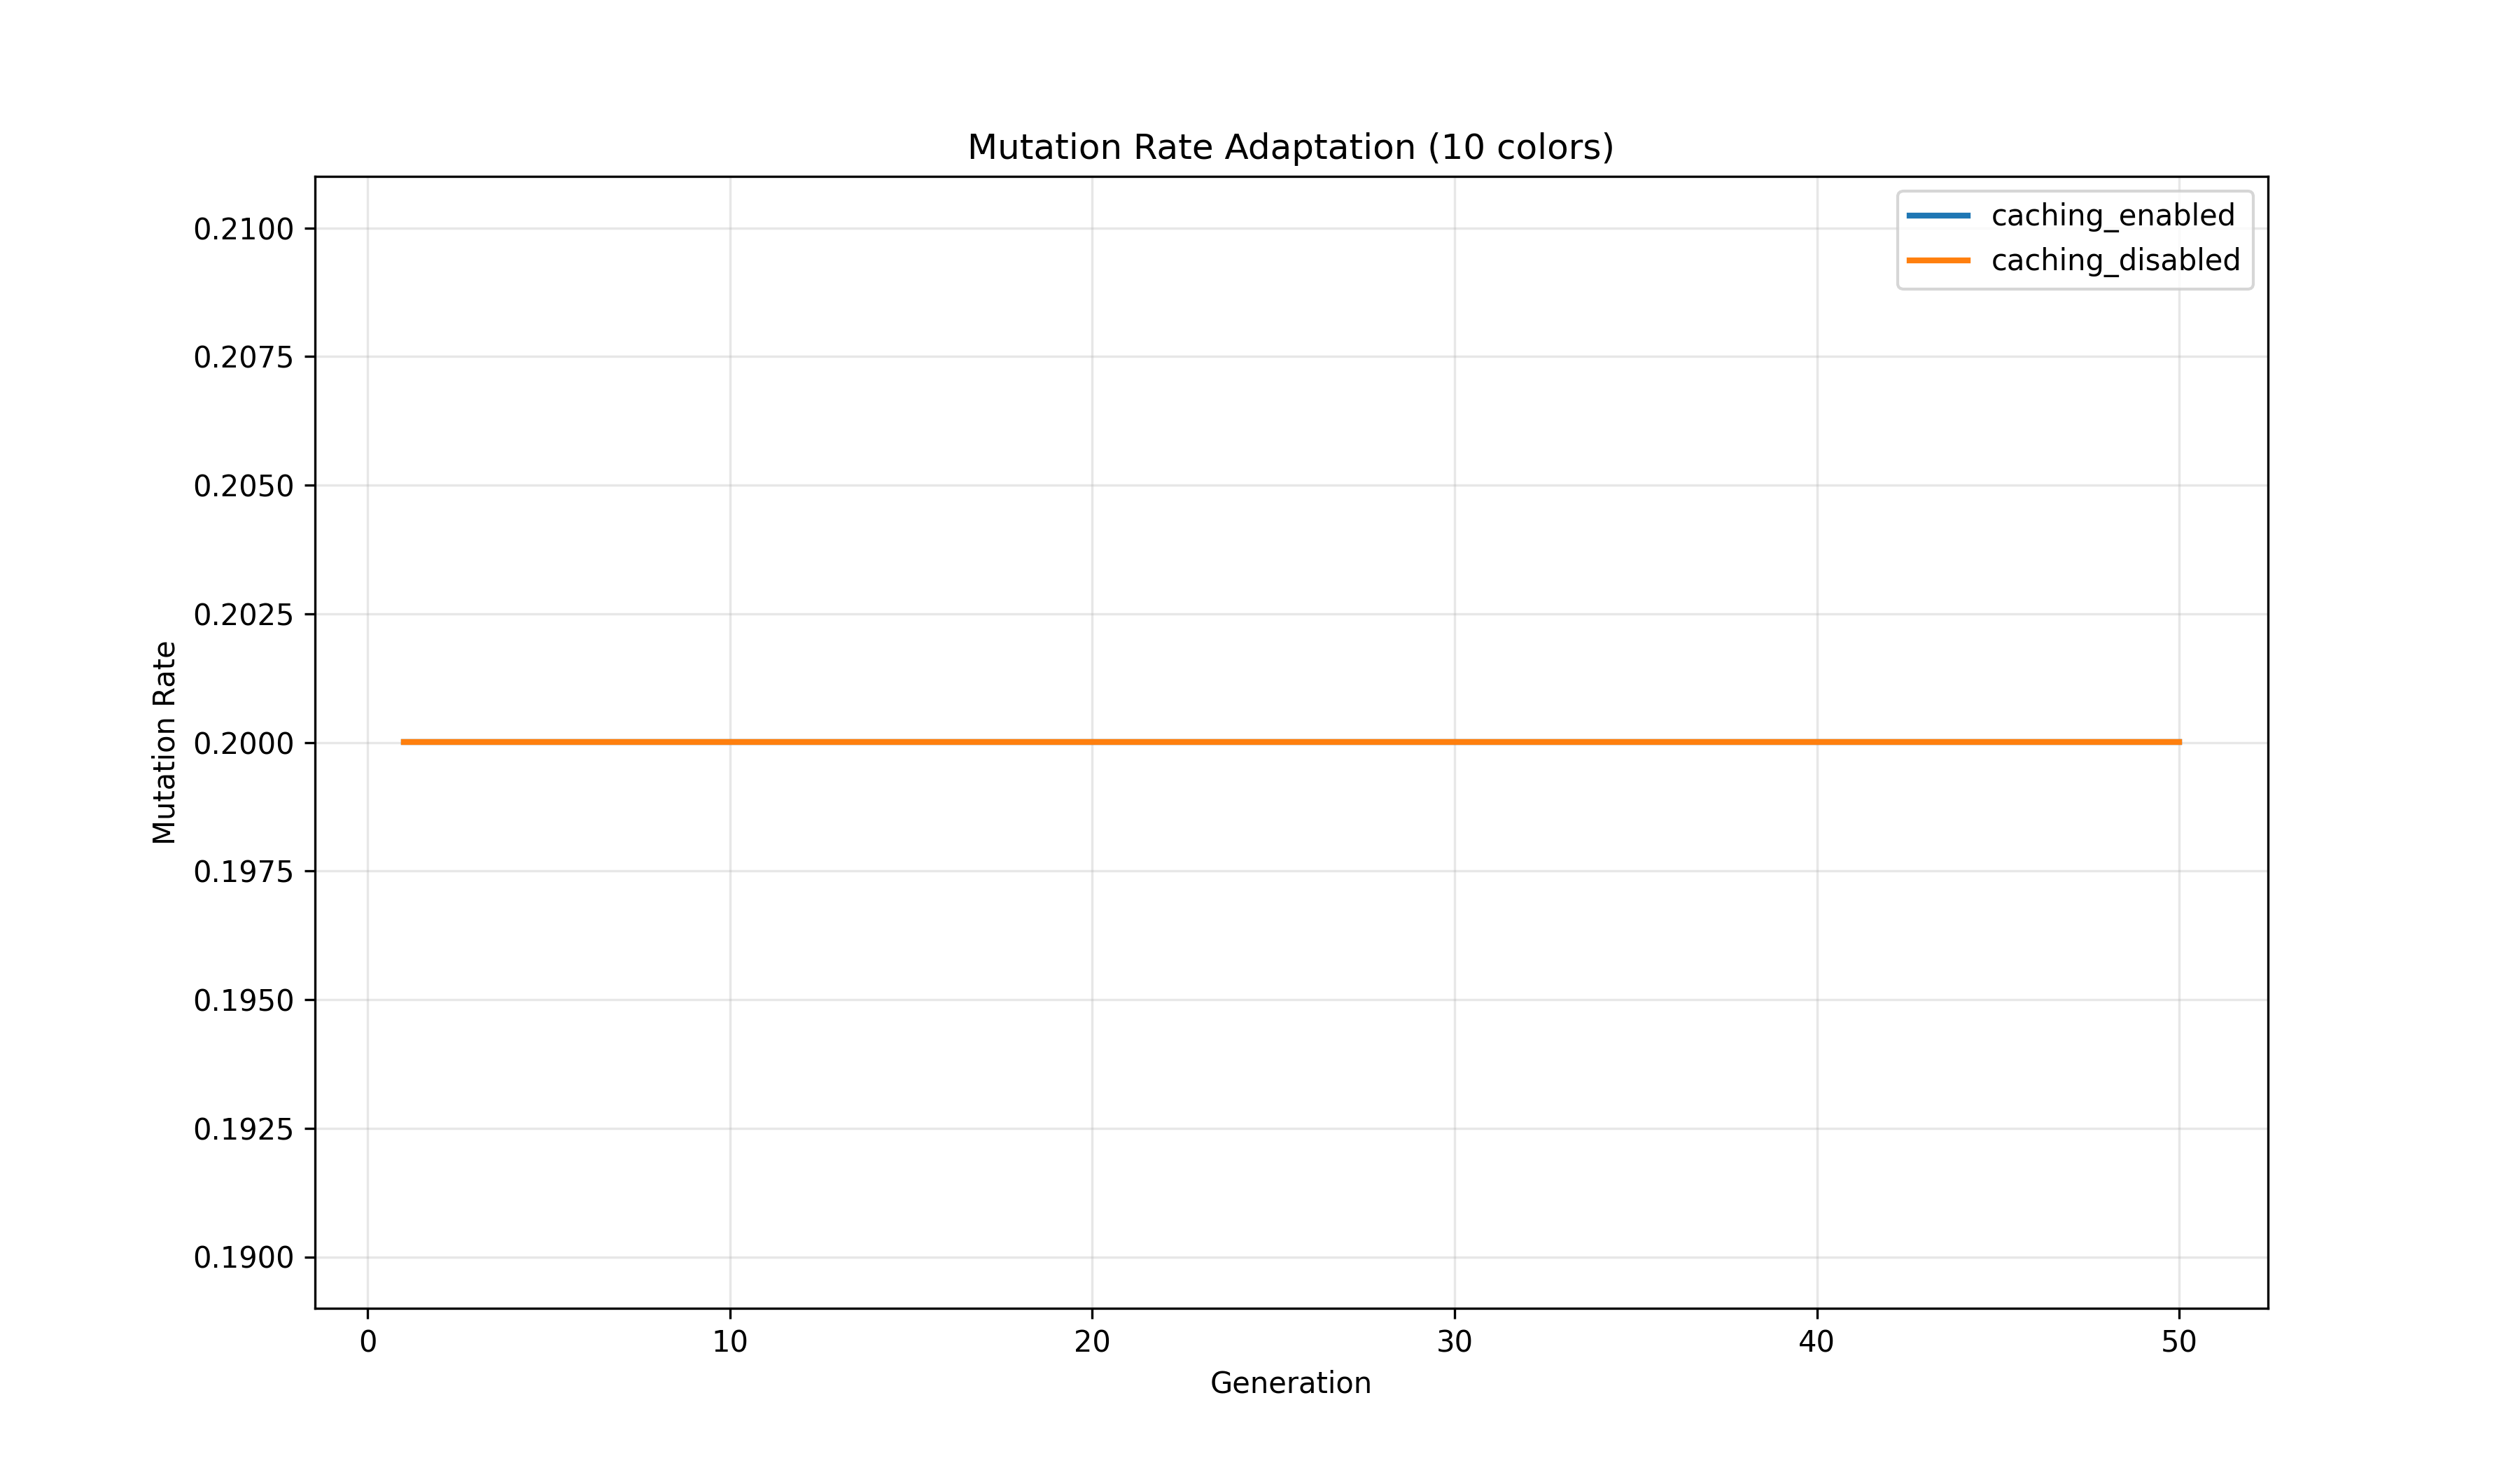 Mutation Rate Adaptation (10 colors)
caching_enabled
caching_disabled
0.2100
0.2075
0.2050
0.2025
0.2000
0.1975
0.1950
0.1925
0.1900
Mutation Rate
0 10 20 30 40 50
Generation